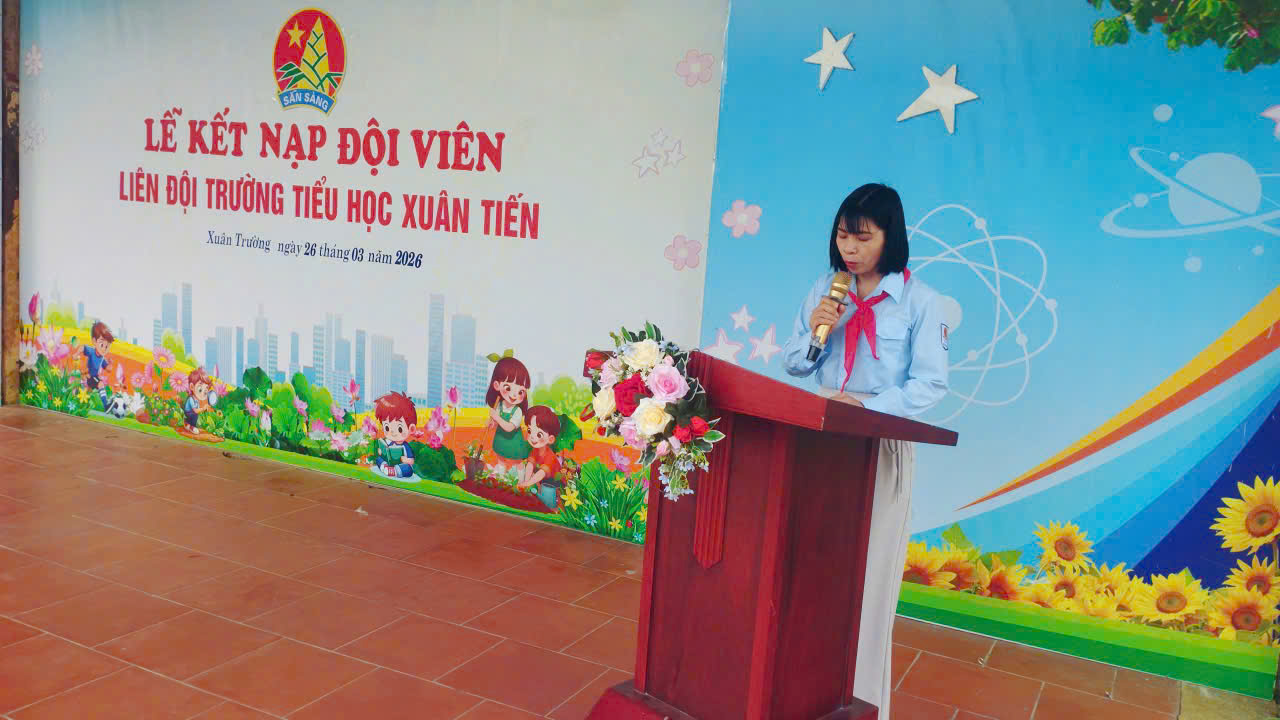 SẴN SÀNG
LỄ KẾT NẠP ĐỘI VIÊN
LIÊN ĐỘI TRƯỜNG TIỂU HỌC XUÂN TIẾN
Xuân Trường ngày 26 tháng 03 năm 2026